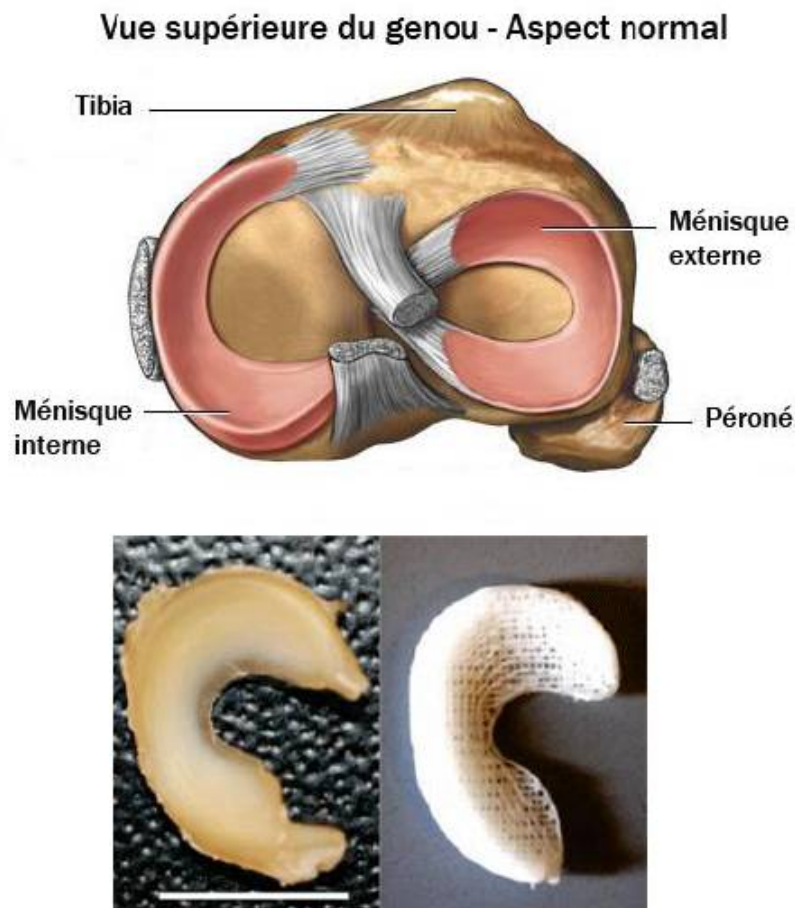 Vue supérieure du genou - Aspect normal
Tibia
Ménisque
externe
Ménisque
interne
Péroné